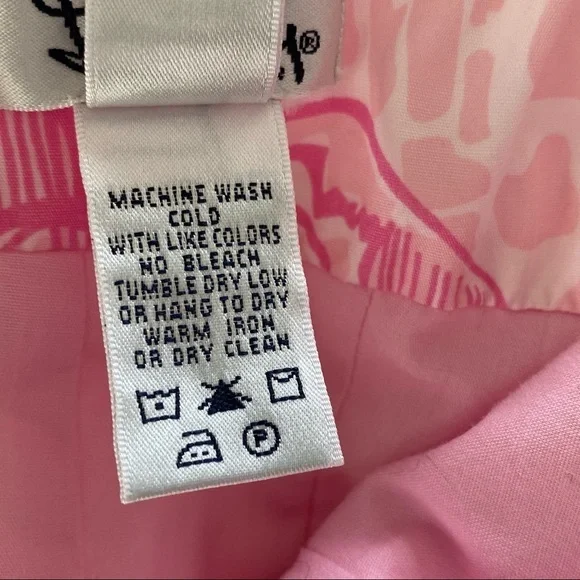 ®
MACHINE WASH
COLD
WITH LIKE COLORS
NO BLEACH
TUMBLE DRY LOW
OR HANG TO DRY
WARM IRON
OR DRY CLEAN
P